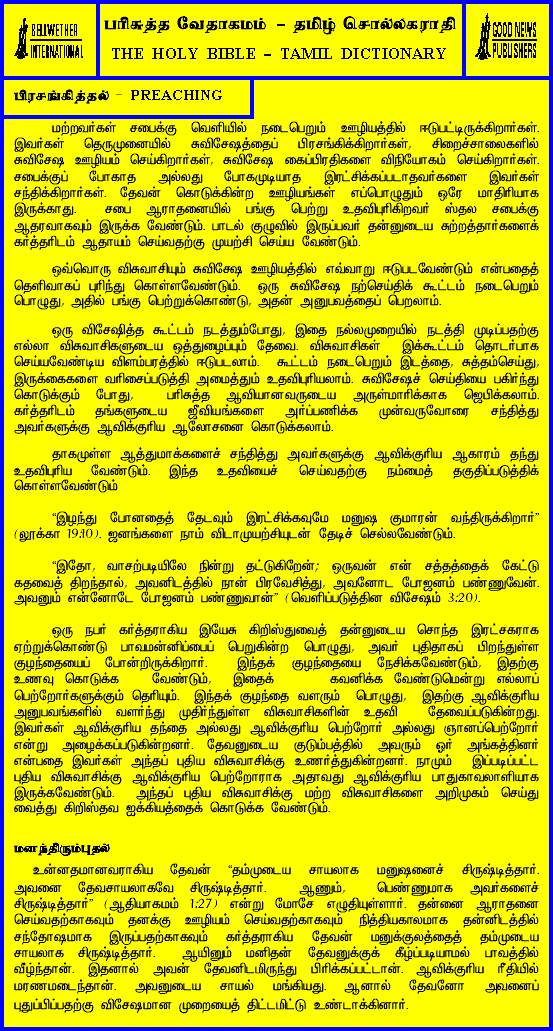 BELLWETHER
INTERNATIONAL
பரிசுத்த வேதாகமம் – தமிழ் சொல்லகராதி
THE HOLY BIBLE – TAMIL DICTIONARY
GOOD NEWS
PUBLISHERS
பிரசங்கித்தல் – PREACHING
மற்றவர்கள் சபைக்கு வெளியில் நடைபெறும் ஊழியத்தில் ஈடுபட்டிருக்கிறார்கள்.
இவர்கள் தெருமுனையில் சுவிசேஷத்தைப் பிரசங்கிக்கிறார்கள், சிறைச்சாலைகளில்
சுவிசேஷ ஊழியம் செய்கிறார்கள், சுவிசேஷ கைப்பிரதிகளை விநியோகம் செய்கிறார்கள்.
சபைக்குப் போகாத அல்லது போகமுடியாத இரட்சிக்கப்படாதவர்களை இவர்கள்
சந்திக்கிறார்கள். தேவன் கொடுக்கின்ற ஊழியங்கள் எப்பொழுதும் ஒரே மாதிரியாக
இருக்காது. சபை ஆராதனையில் பங்கு பெற்று உதவிபுரிகிறவர் ஸ்தல சபைக்கு
ஆதரவாகவும் இருக்க வேண்டும். பாடல் குழுவில் இருப்பவர் தன்னுடைய சுற்றத்தார்களைக்
கர்த்தரிடம் ஆதாயம் செய்வதற்கு முயற்சி செய்ய வேண்டும்.
ஒவ்வொரு விசுவாசியும் சுவிசேஷ ஊழியத்தில் எவ்வாறு ஈடுபடவேண்டும் என்பதைத்
தெளிவாகப் புரிந்து கொள்ளவேண்டும். ஒரு சுவிசேஷ நற்செய்திக் கூட்டம் நடைபெறும்
பொழுது, அதில் பங்கு பெற்றுக்கொண்டு, அதன் அனுபவத்தைப் பெறலாம்.
ஒரு விசேஷித்த கூட்டம் நடத்தும்போது, இதை நல்லமுறையில் நடத்தி முடிப்பதற்கு
எல்லா விசுவாசிகளுடைய ஒத்துழைப்பும் தேவை. விசுவாசிகள் இக்கூட்டம் தொடர்பாக
செய்யவேண்டிய விளம்பரத்தில் ஈடுபடலாம். கூட்டம் நடைபெறும் இடத்தை, சுத்தம்செய்து,
இருக்கைகளை வரிசைப்படுத்தி அமைத்தும் உதவிபுரியலாம். சுவிசேஷச் செய்தியை பகிர்ந்து
கொடுக்கும் போது, பரிசுத்த ஆவியானவருடைய அருள்மாரிக்காக ஜெபிக்கலாம்.
கர்த்தரிடம் தங்களுடைய ஜீவியங்களை அர்ப்பணிக்க முன்வருவோரை சந்தித்து
அவர்களுக்கு ஆவிக்குரிய ஆலோசனை கொடுக்கலாம்.
தாகமுள்ள ஆத்துமாக்களைச் சந்தித்து அவர்களுக்கு ஆவிக்குரிய ஆகாரம் தந்து
உதவிபுரிய வேண்டும். இந்த உதவியைச் செய்வதற்கு நம்மைத் தகுதிப்படுத்திக்
கொள்ளவேண்டும்
“இழந்து போனதைத் தேடவும் இரட்சிக்கவுமே மனுஷ குமாரன் வந்திருக்கிறார்”
(லூக்கா 19:10). ஜனங்களை நாம் விடாமுயற்சியுடன் தேடிச் செல்லவேண்டும்.
“இதோ, வாசற்படியிலே நின்று தட்டுகிறேன்; ஒருவன் என் சத்தத்தைக் கேட்டு
கதவைத் திறந்தால், அவனிடத்தில் நான் பிரவேசித்து, அவனோட போஜனம் பண்ணுவேன்.
அவனும் என்னோடே போஜனம் பண்ணுவான்” (வெளிப்படுத்தின விசேஷம் 3:20).
ஒரு நபர் கர்த்தராகிய இயேசு கிறிஸ்துவைத் தன்னுடைய சொந்த இரட்சகராக
ஏற்றுக்கொண்டு பாவமன்னிப்பைப் பெறுகின்ற பொழுது, அவர் புதிதாகப் பிறந்துள்ள
குழந்தையைப் போன்றிருக்கிறார். இந்தக் குழந்தையை நேசிக்கவேண்டும், இதற்கு
உணவு கொடுக்க வேண்டும், இதைக் கவனிக்க வேண்டுமென்று எல்லாப்
பெற்றோர்களுக்கும் தெரியும். இந்தக் குழந்தை வளரும் பொழுது, இதற்கு ஆவிக்குரிய
அனுபவங்களில் வளர்ந்து முதிர்ந்துள்ள விசுவாசிகளின் உதவி தேவைப்படுகின்றது.
இவர்கள் ஆவிக்குரிய தந்தை அல்லது ஆவிக்குரிய பெற்றோர் அல்லது ஞானப்பெற்றோர்
என்று அழைக்கப்படுகின்றனர். தேவனுடைய குடும்பத்தில் அவரும் ஓர் அங்கத்தினர்
என்பதை இவர்கள் அந்தப் புதிய விசுவாசிக்கு உணர்த்துகின்றனர். நாமும் இப்படிப்பட்ட
புதிய விசுவாசிக்கு ஆவிக்குரிய பெற்றோராக அதாவது ஆவிக்குரிய பாதுகாவலாளியாக
இருக்கவேண்டும். அந்தப் புதிய விசுவாசிக்கு மற்ற விசுவாசிகளை அறிமுகம் செய்து
வைத்து கிறிஸ்தவ ஐக்கியத்தைக் கொடுக்க வேண்டும்.
மனந்திரும்புதல்
உன்னதமானவராகிய தேவன் “தம்முடைய சாயலாக மனுஷனைச் சிருஷ்டித்தார்.
அவனை தேவசாயலாகவே சிருஷ்டித்தார். ஆணும், பெண்ணுமாக அவர்களைச்
சிருஷ்டித்தார்” (ஆதியாகமம் 1:27) என்று மோசே எழுதியுள்ளார். தன்னை ஆராதனை
செய்வதற்காகவும் தனக்கு ஊழியம் செய்வதற்காகவும் நித்தியகாலமாக தன்னிடத்தில்
சந்தோஷமாக இருப்பதற்காகவும் கர்த்தராகிய தேவன் மனுக்குலத்தைத் தம்முடைய
சாயலாக சிருஷ்டித்தார். ஆயினும் மனிதன் தேவனுக்குக் கீழ்ப்படியாமல் பாவத்தில்
வீழ்ந்தான். இதனால் அவன் தேவனிடமிருந்து பிரிக்கப்பட்டான். ஆவிக்குரிய ரீதியில்
மரணமடைந்தான். அவனுடைய சாயல் மங்கியது. ஆனால் தேவனோ அவனைப்
புதுப்பிப்பதற்கு விசேஷமான முறையைத் திட்டமிட்டு உண்டாக்கினார்.